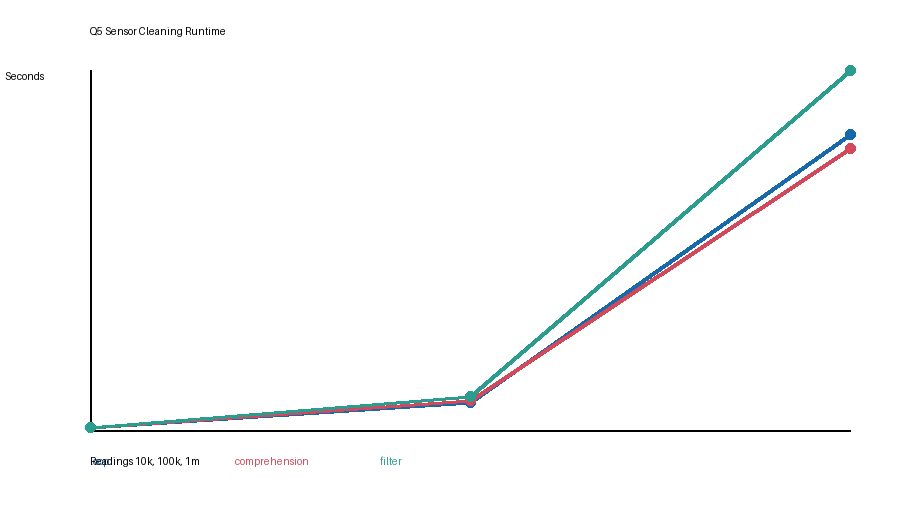 Q5 Sensor Cleaning Runtime
Seconds
Readings 10k, 100k, 1m
comprehension
filter